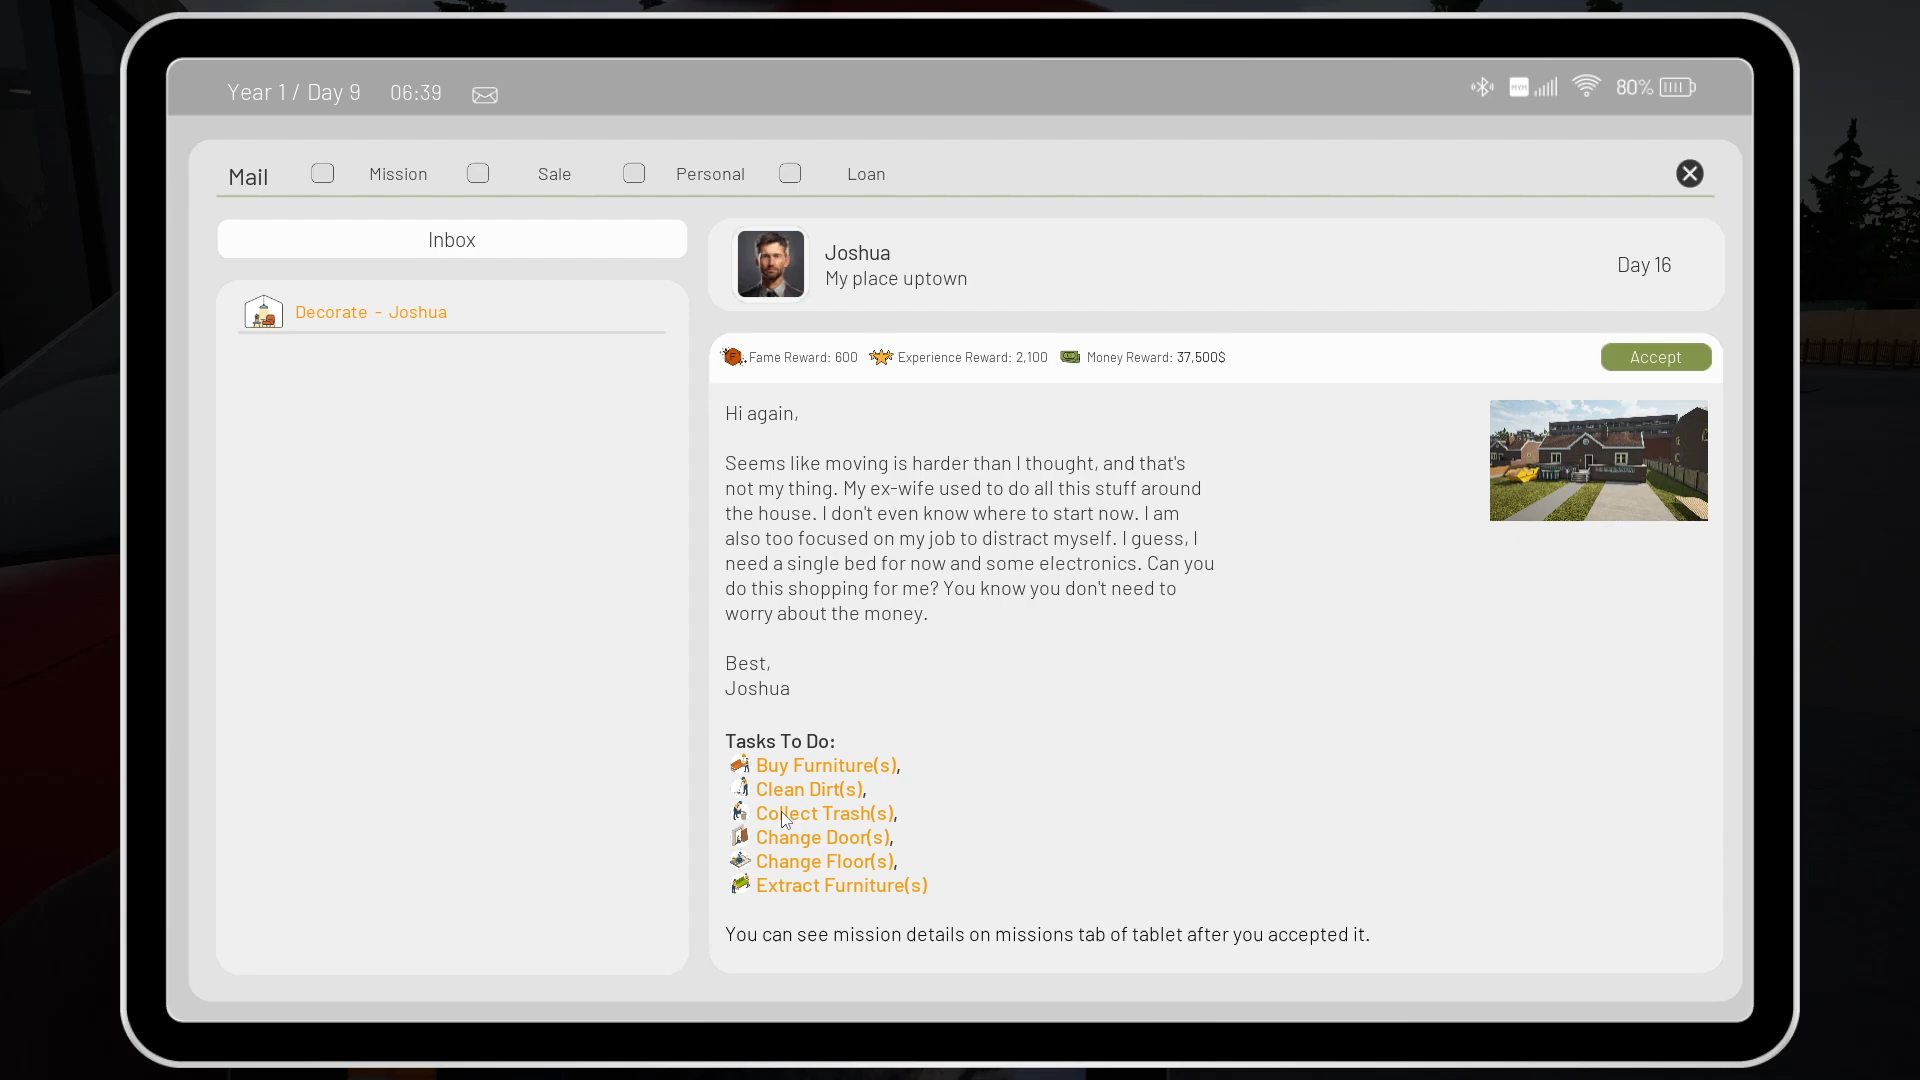 Year 1 / Day 9 06:39
80%
Mail Mission Sale Personal Loan
Inbox
Decorate - Joshua
Joshua
My place uptown
Day 16
Fame Reward: 600 Experience Reward: 2,100 Money Reward: 37,500$
Accept
Hi again,
Seems like moving is harder than I thought, and that's
not my thing. My ex-wife used to do all this stuff around
the house. I don't even know where to start now. I am
also too focused on my job to distract myself. I guess, I
need a single bed for now and some electronics. Can you
do this shopping for me? You know you don't need to
worry about the money.
Best,
Joshua
Tasks To Do:
Buy Furniture(s),
Clean Dirt(s),
Collect Trash(s),
Change Door(s),
Change Floor(s),
Extract Furniture(s)
You can see mission details on missions tab of tablet after you accepted it.